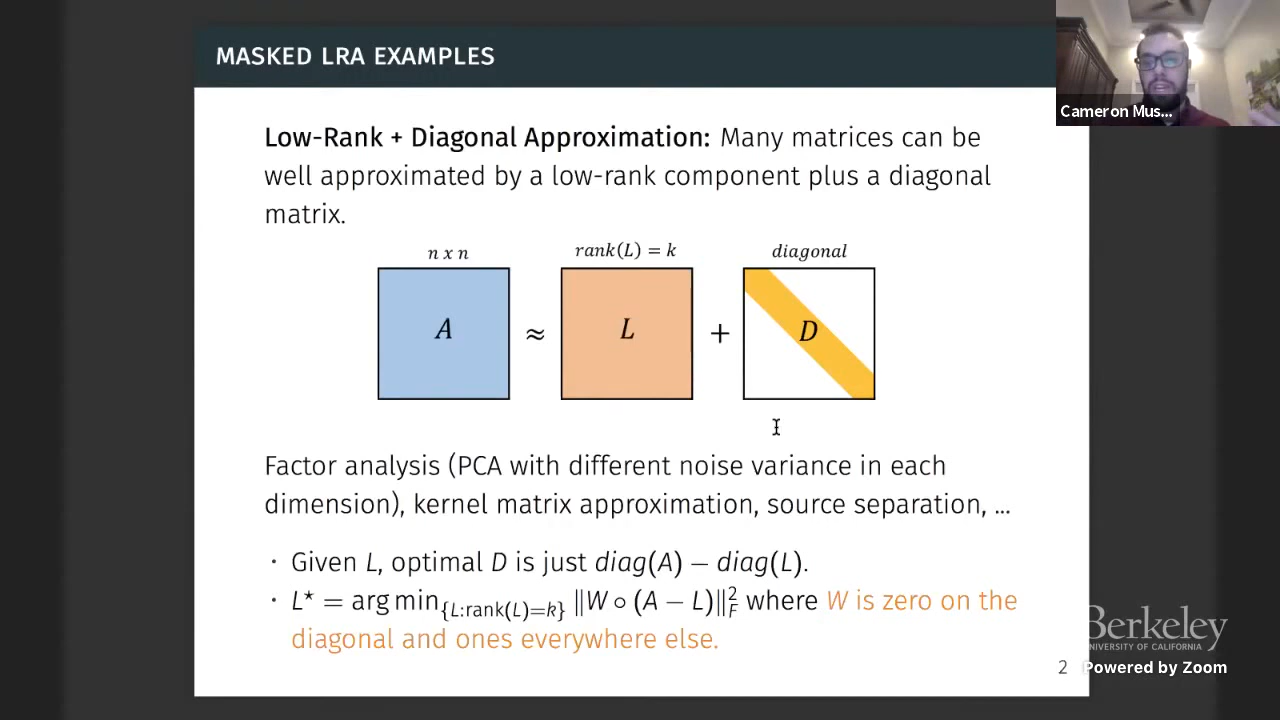 MASKED LRA EXAMPLES
Cameron Mus...
Low-Rank + Diagonal Approximation: Many matrices can be
well approximated by a low-rank component plus a diagonal
matrix.
n x n
rank(L) = k
diagonal
A ≈ L + D
Factor analysis (PCA with different noise variance in each
dimension), kernel matrix approximation, source separation, ...
· Given L, optimal D is just diag(A) − diag(L).
· L⋆ = arg min_{L:rank(L)=k} ‖W ∘ (A − L)‖²_F where W is zero on the
diagonal and ones everywhere else.
Berkeley
UNIVERSITY OF CALIFORNIA
2
Powered by Zoom